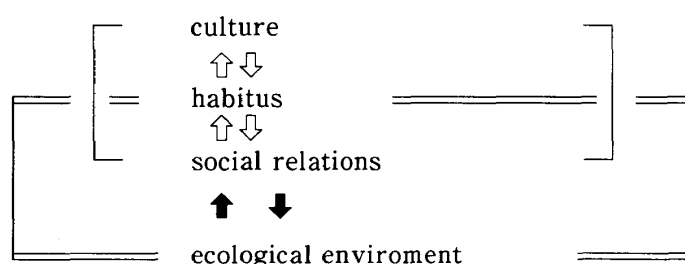 culture
habitus
social relations
ecological enviroment